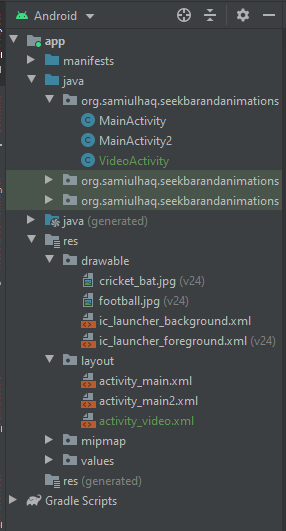 Android
app
manifests
java
org.samiulhaq.seekbarandanimations
MainActivity
MainActivity2
VideoActivity
org.samiulhaq.seekbarandanimations
org.samiulhaq.seekbarandanimations
java (generated)
res
drawable
cricket_bat.jpg (v24)
football.jpg (v24)
ic_launcher_background.xml
ic_launcher_foreground.xml (v24)
layout
activity_main.xml
activity_main2.xml
activity_video.xml
mipmap
values
res (generated)
Gradle Scripts